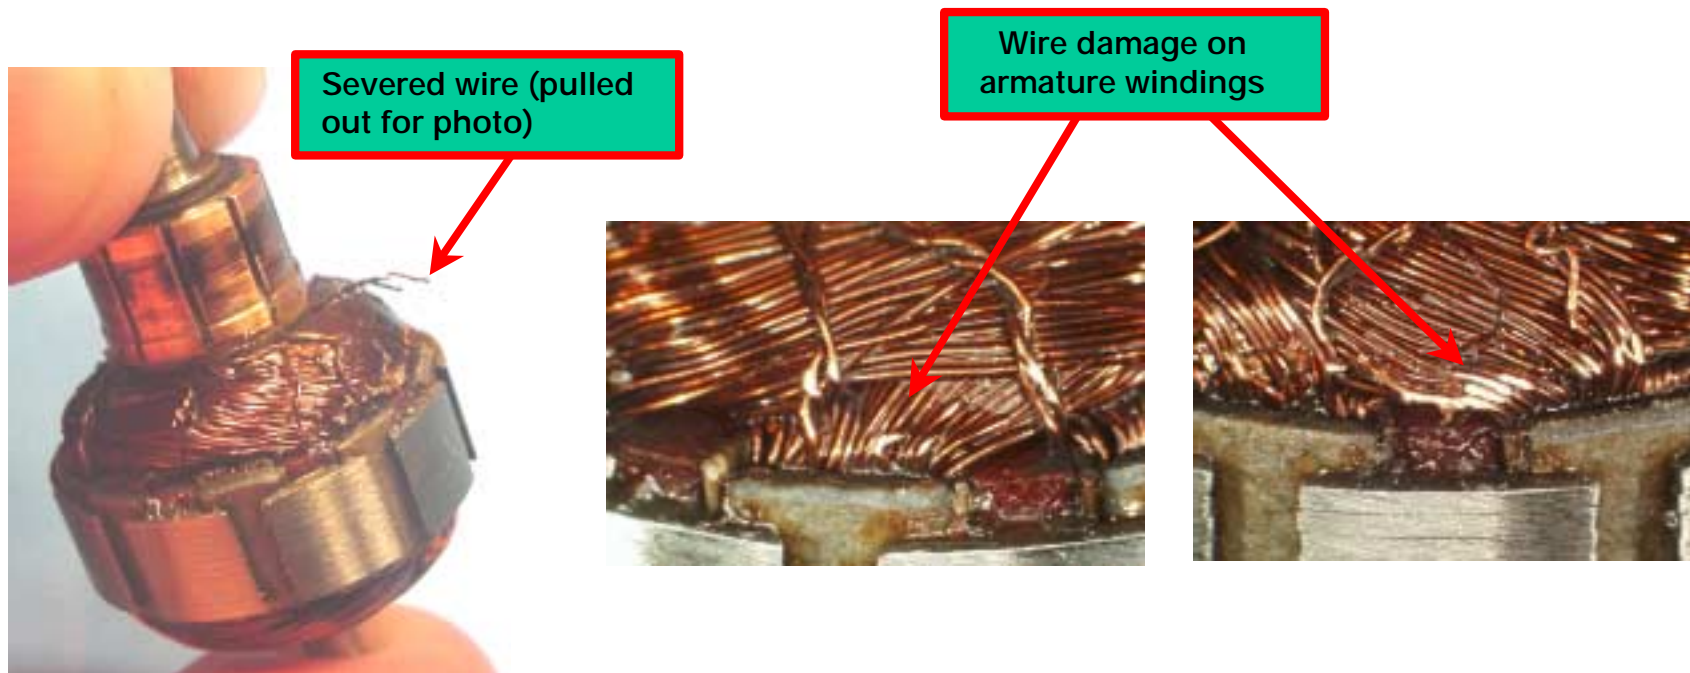 Severed wire (pulled
out for photo)
Wire damage on
armature windings